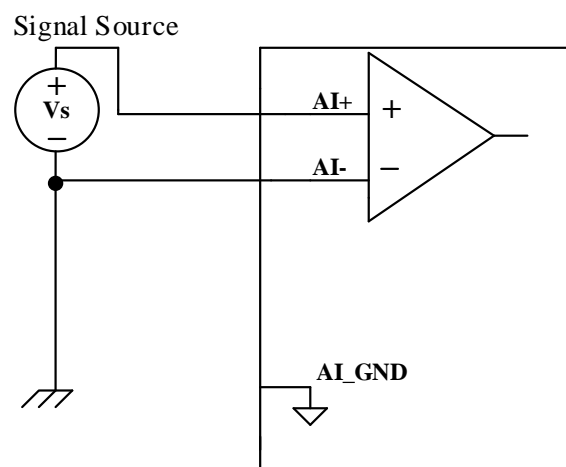 Signal Source
+
Vs
−
AI+
+
AI-
−
AI_GND